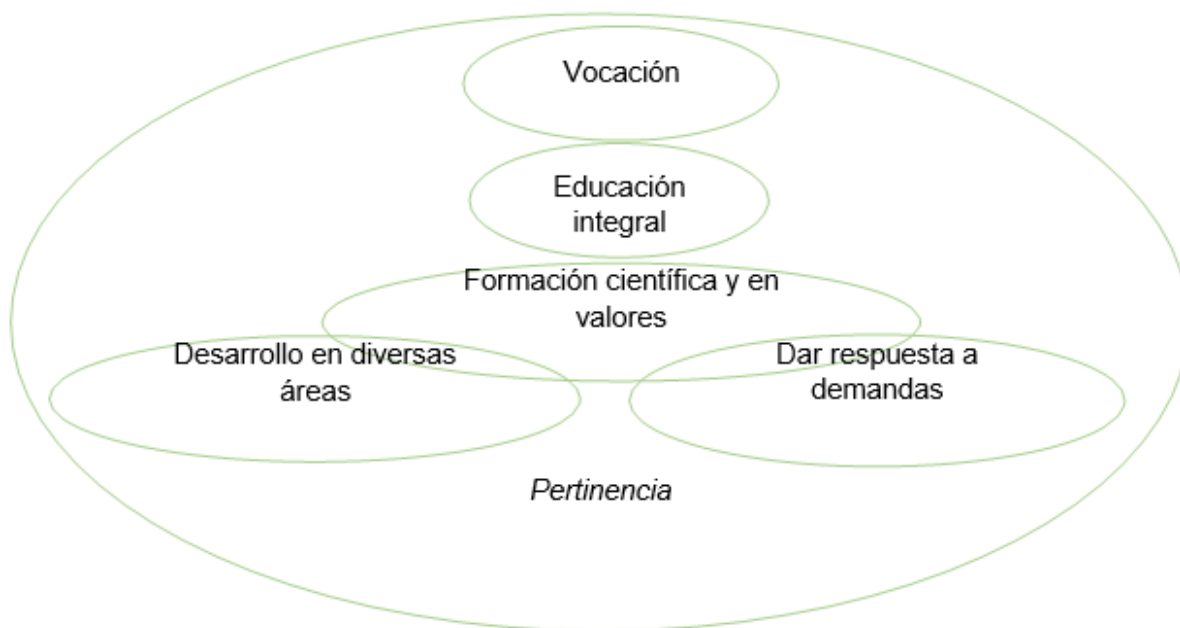 Vocación
Educación
integral
Formación científica y en
valores
Desarrollo en diversas
áreas
Dar respuesta a
demandas
Pertinencia